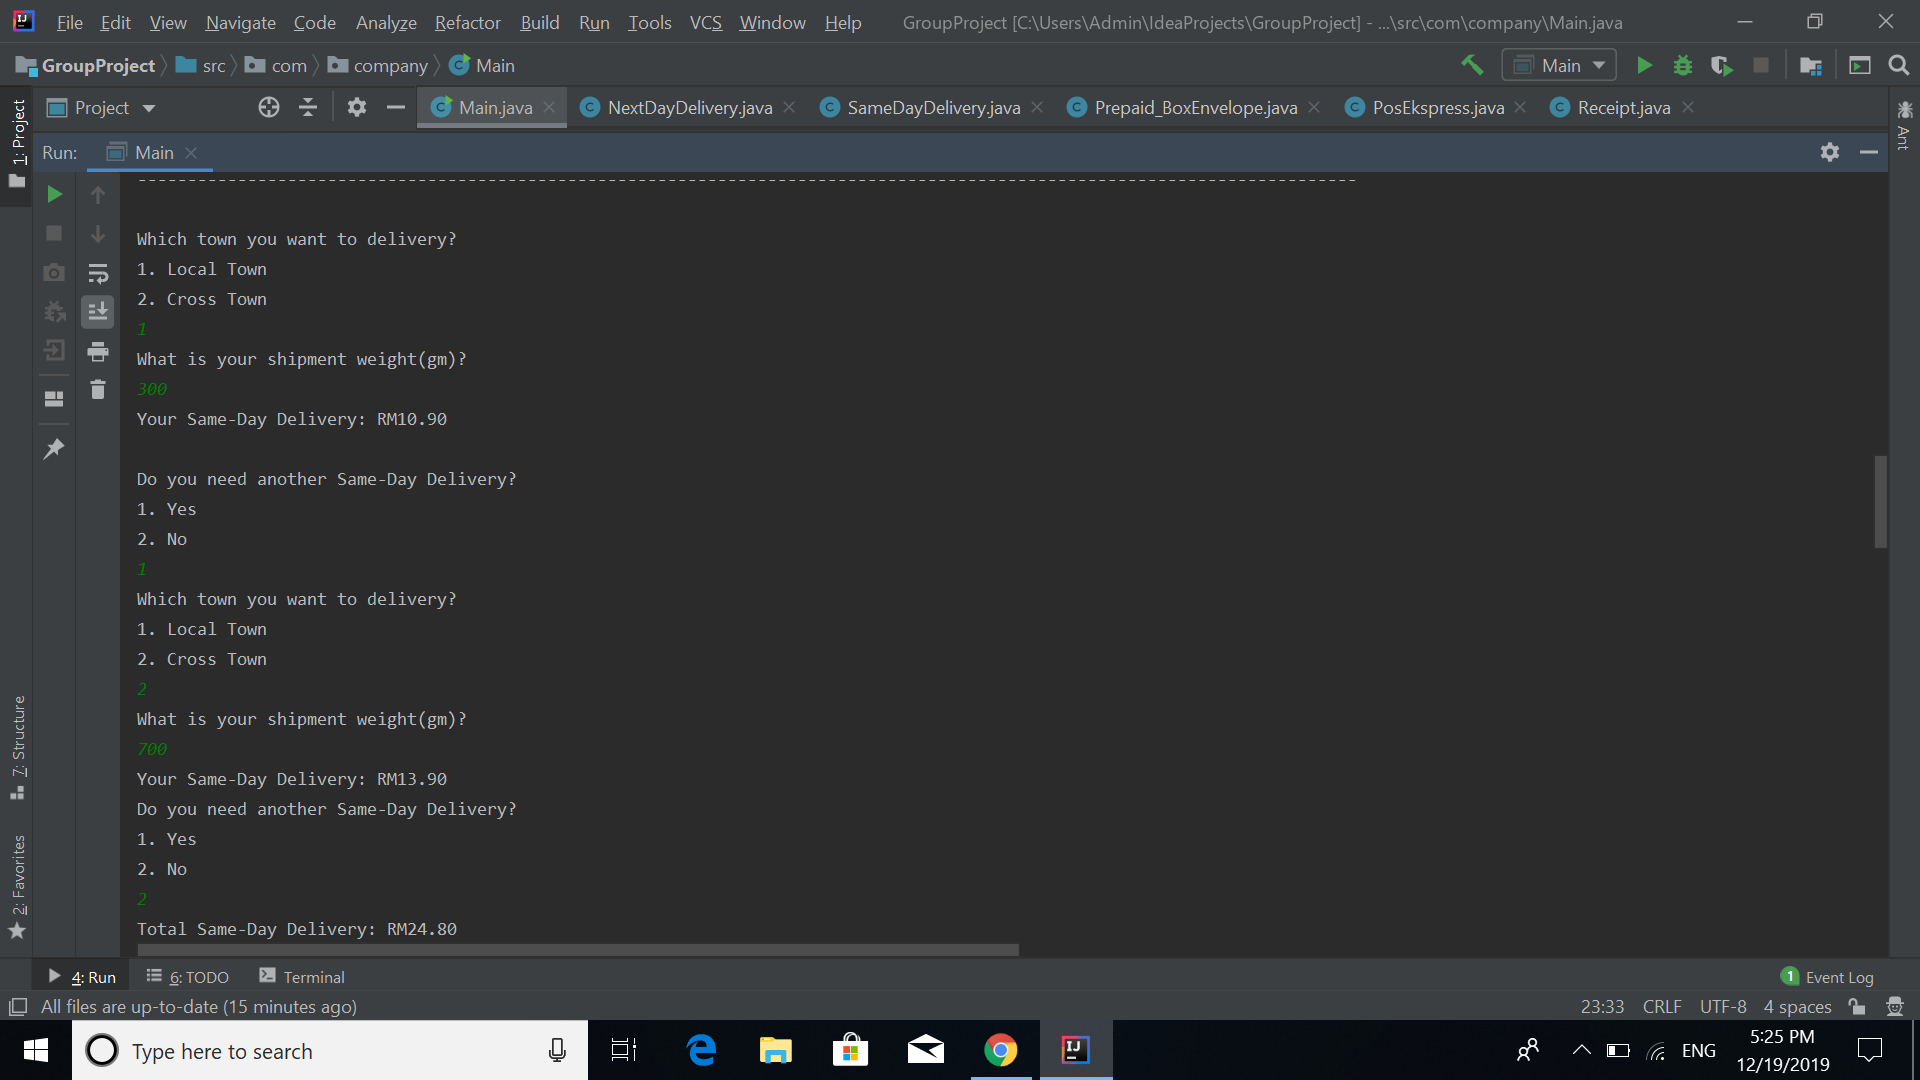 File Edit View Navigate Code Analyze Refactor Build Run Tools VCS Window Help GroupProject [C:\Users\Admin\IdeaProjects\GroupProject] - ...\src\com\company\Main.java
GroupProject src com company Main Main
Project Main.java NextDayDelivery.java SameDayDelivery.java Prepaid_BoxEnvelope.java PosEkspress.java Receipt.java
1: Project
Ant
Run: Main
--------------------------------------------------------------------------------------------------------------------------
Which town you want to delivery?
1. Local Town
2. Cross Town
1
What is your shipment weight(gm)?
300
Your Same-Day Delivery: RM10.90
Do you need another Same-Day Delivery?
1. Yes
2. No
1
Which town you want to delivery?
1. Local Town
2. Cross Town
2
What is your shipment weight(gm)?
700
Your Same-Day Delivery: RM13.90
Do you need another Same-Day Delivery?
1. Yes
2. No
2
Total Same-Day Delivery: RM24.80
7: Structure
2: Favorites
4: Run 6: TODO Terminal 1 Event Log
All files are up-to-date (15 minutes ago) 23:33 CRLF UTF-8 4 spaces
Type here to search ENG 5:25 PM
12/19/2019